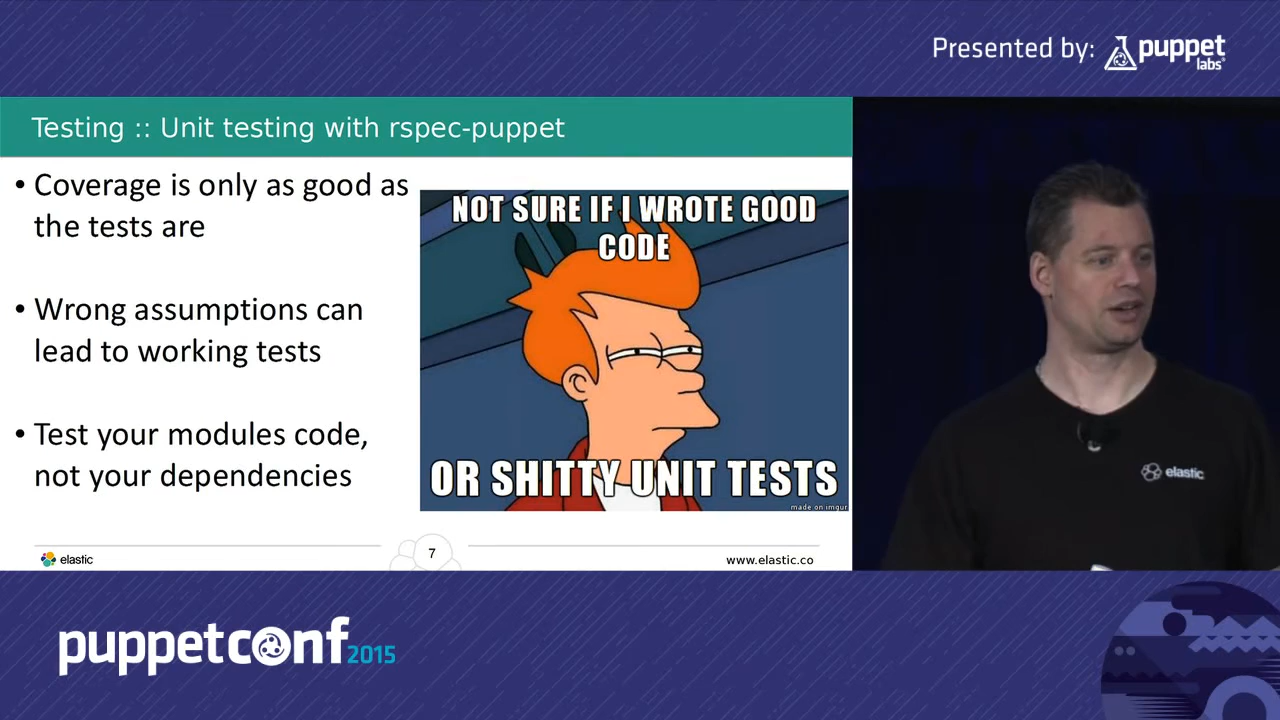 Presented by: puppet labs
Testing :: Unit testing with rspec-puppet
• Coverage is only as good as
the tests are
• Wrong assumptions can
lead to working tests
• Test your modules code,
not your dependencies
NOT SURE IF I WROTE GOOD
CODE
OR SHITTY UNIT TESTS
made on imgur
elastic
elastic
7
www.elastic.co
puppetconf 2015